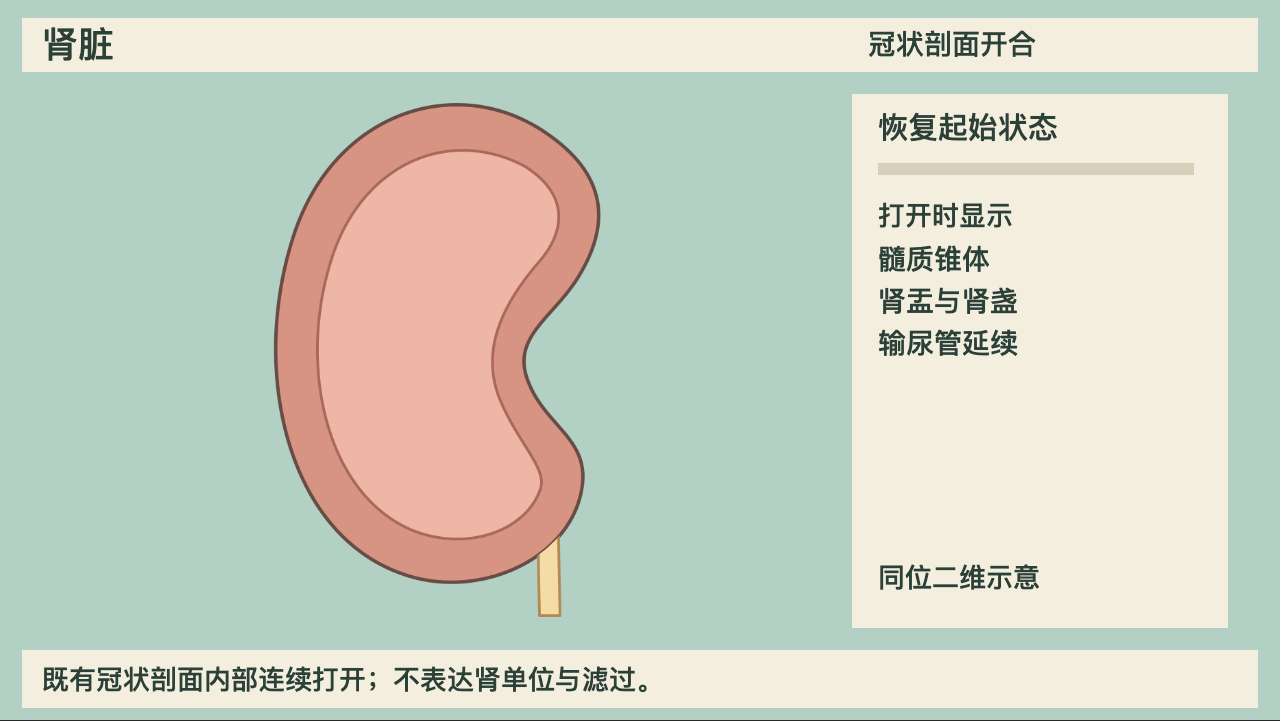 肾脏
冠状剖面开合
恢复起始状态
打开时显示
髓质锥体
肾盂与肾盏
输尿管延续
同位二维示意
既有冠状剖面内部连续打开；不表达肾单位与滤过。